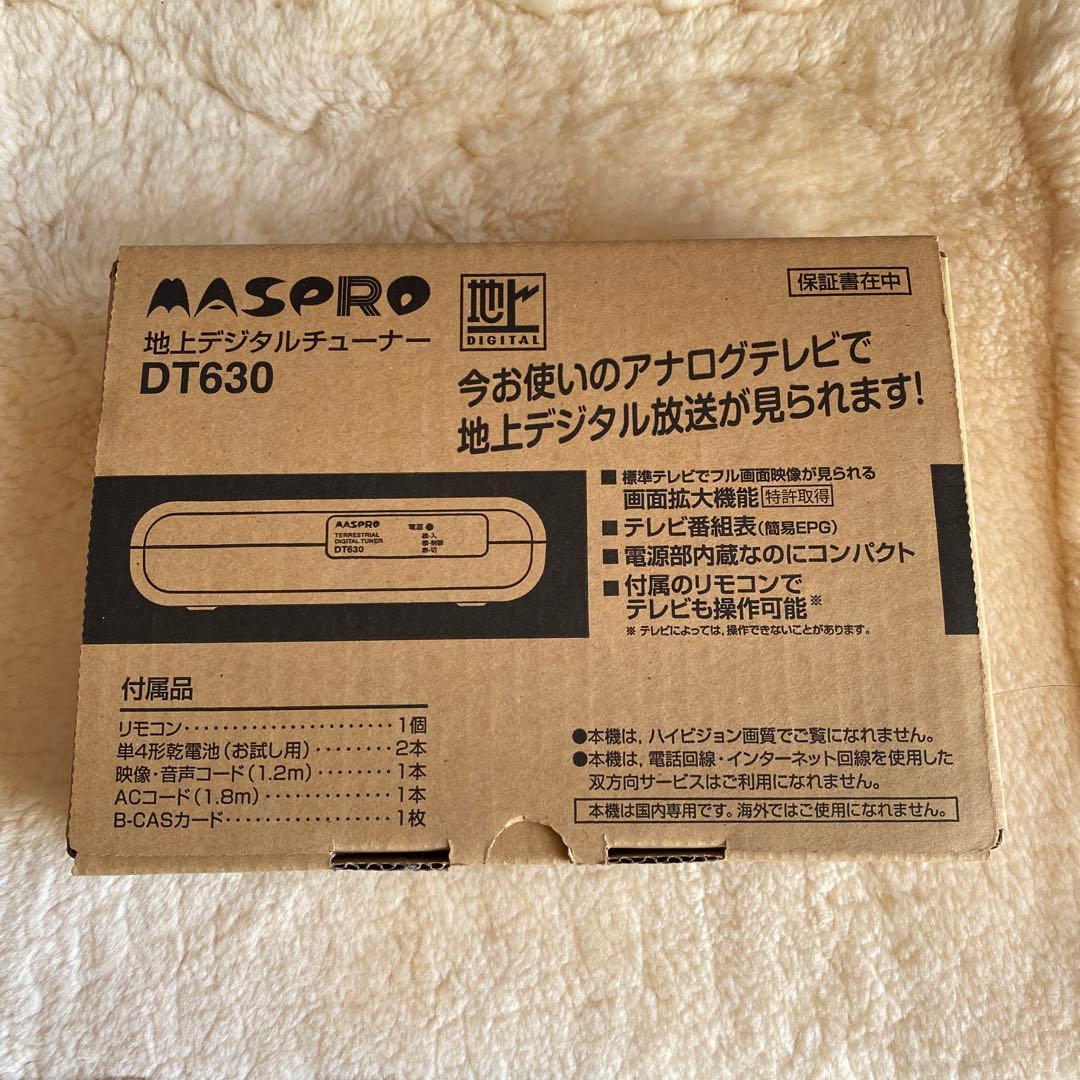 MASPRO
地上デジタルチューナー
DT630
地上
DIGITAL
保証書在中
今お使いのアナログテレビで
地上デジタル放送が見られます!
■ 標準テレビでフル画面映像が見られる
画面拡大機能 特許取得
■ テレビ番組表(簡易EPG)
■ 電源部内蔵なのにコンパクト
■ 付属のリモコンで
テレビも操作可能※
※ テレビによっては,操作できないことがあります。
MASPRO
TERRESTRIAL
DIGITAL TUNER
DT630
電源
緑-入
橙-制御
赤-切
付属品
リモコン・・・・・・・・・・・・・・・・・・・・・・・1個
単4形乾電池(お試し用)・・・・・・・・2本
映像・音声コード(1.2m)・・・・・・・・1本
ACコード(1.8m)・・・・・・・・・・・・・1本
B-CASカード・・・・・・・・・・・・・・・・・・1枚
●本機は,ハイビジョン画質でご覧になれません。
●本機は,電話回線・インターネット回線を使用した
双方向サービスはご利用になれません。
本機は国内専用です。海外ではご使用になれません。